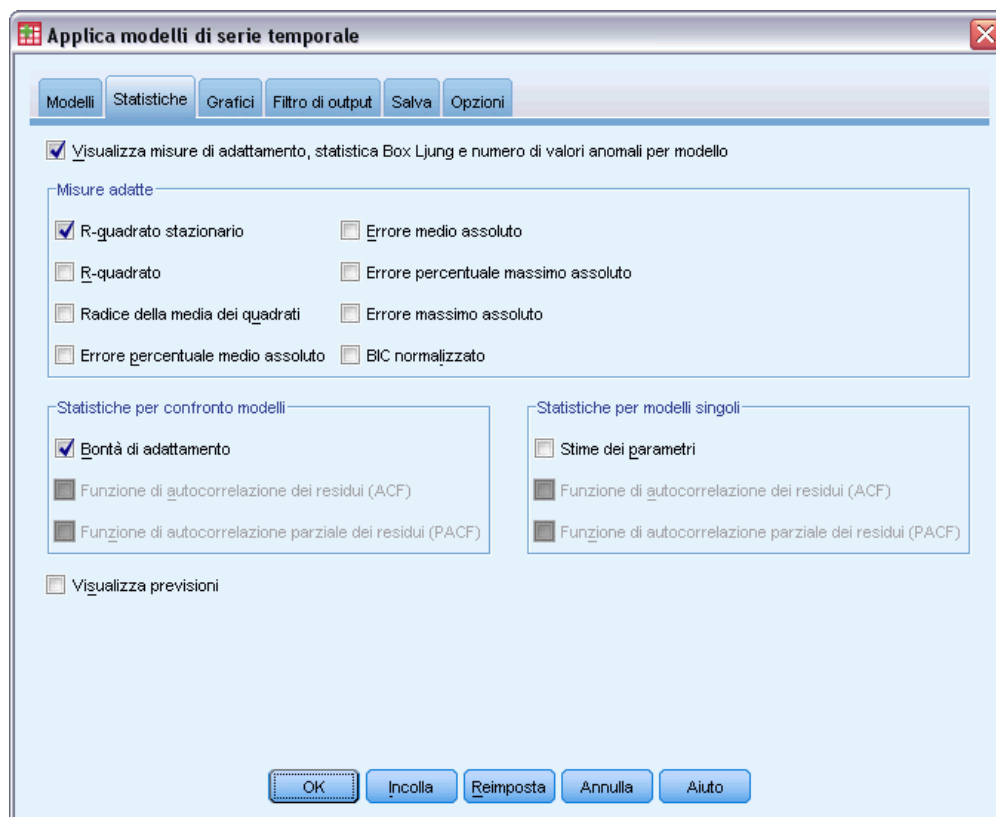 Applica modelli di serie temporale
Modelli Statistiche Grafici Filtro di output Salva Opzioni
Visualizza misure di adattamento, statistica Box Ljung e numero di valori anomali per modello
Misure adatte
R-quadrato stazionario Errore medio assoluto
R-quadrato Errore percentuale massimo assoluto
Radice della media dei quadrati Errore massimo assoluto
Errore percentuale medio assoluto BIC normalizzato
Statistiche per confronto modelli
Bontà di adattamento
Funzione di autocorrelazione dei residui (ACF)
Funzione di autocorrelazione parziale dei residui (PACF)
Statistiche per modelli singoli
Stime dei parametri
Funzione di autocorrelazione dei residui (ACF)
Funzione di autocorrelazione parziale dei residui (PACF)
Visualizza previsioni
OK Incolla Reimposta Annulla Aiuto